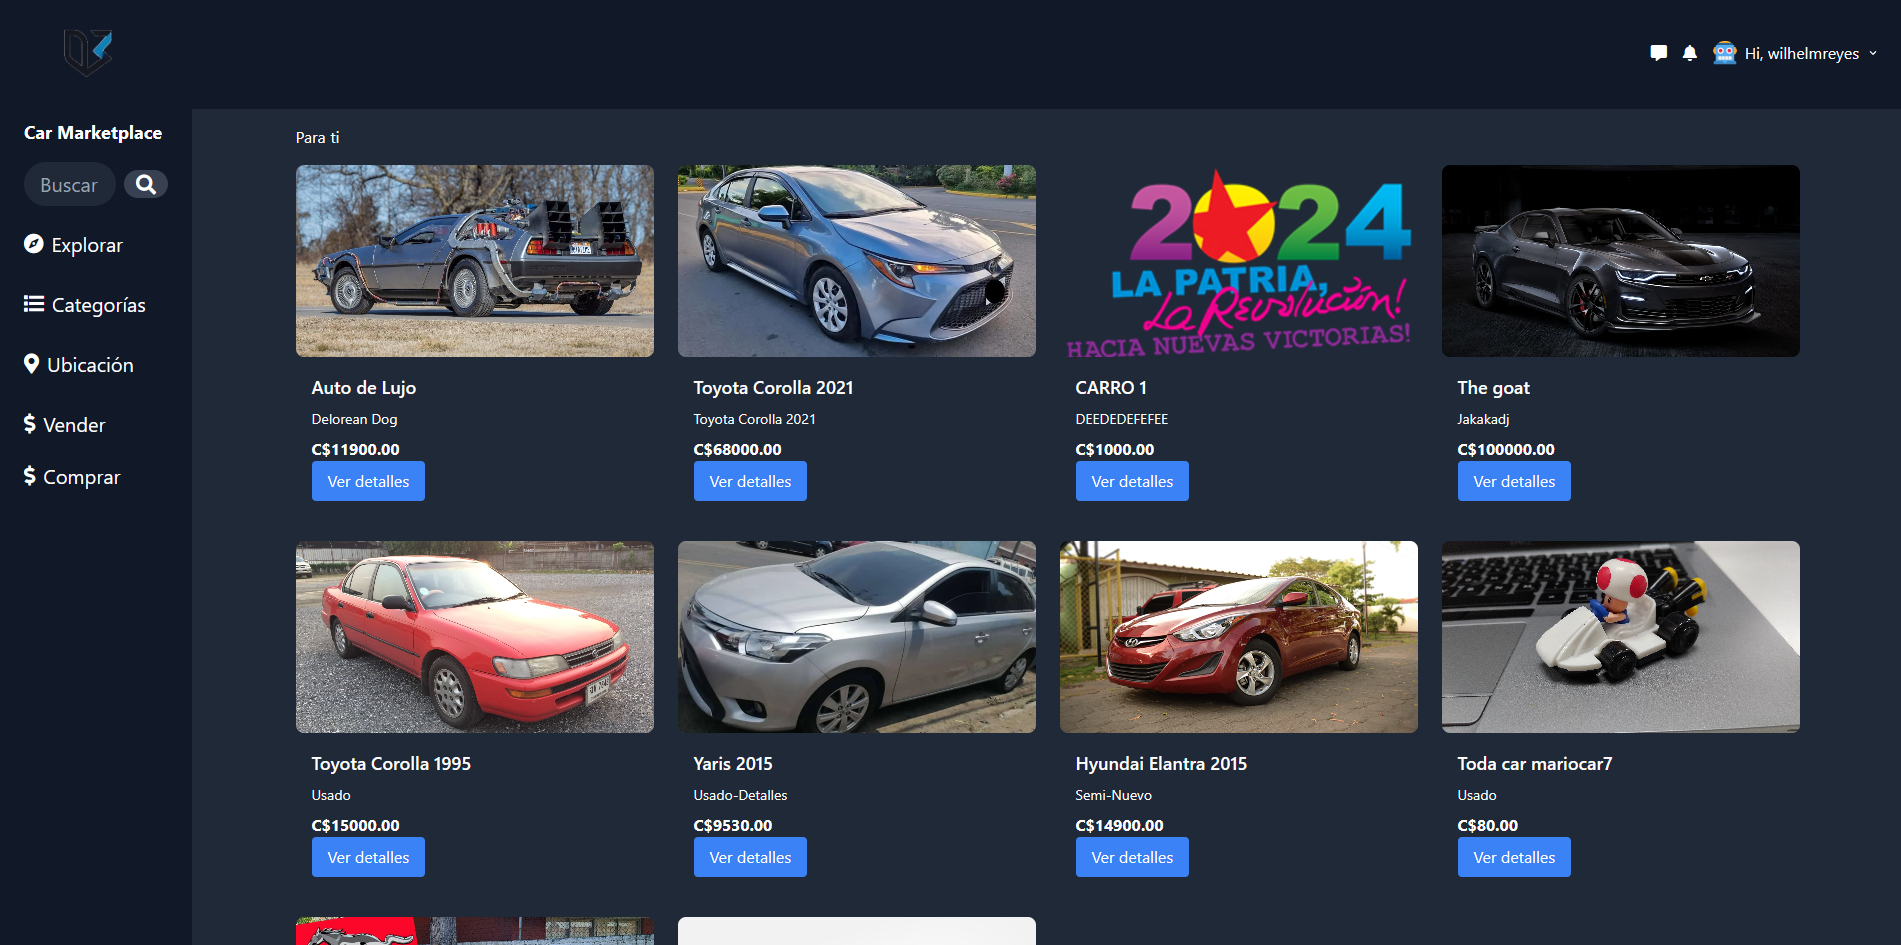 Hi, wilhelmreyes
Car Marketplace
Buscar
Explorar
Categorías
Ubicación
$ Vender
$ Comprar
Para ti
2024
LA PATRIA,
La Revolución!
HACIA NUEVAS VICTORIAS!
Auto de Lujo
Delorean Dog
C$11900.00
Ver detalles
Toyota Corolla 2021
Toyota Corolla 2021
C$68000.00
Ver detalles
CARRO 1
DEEDEDEFEFEE
C$1000.00
Ver detalles
The goat
Jakakadj
C$100000.00
Ver detalles
Toyota Corolla 1995
Usado
C$15000.00
Ver detalles
Yaris 2015
Usado-Detalles
C$9530.00
Ver detalles
Hyundai Elantra 2015
Semi-Nuevo
C$14900.00
Ver detalles
Toda car mariocar7
Usado
C$80.00
Ver detalles